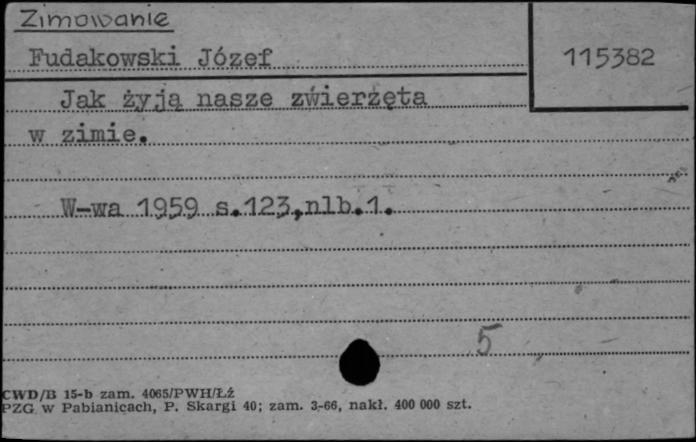 Zimowanie
Fudakowski Józef
115382
Jak żyją nasze zwierzęta
w zimie.
W-wa 1959 s.123,nlb.1.
5
CWD/B 15-b zam. 4065/PWH/Łź
PZG w Pabianicach, P. Skargi 40; zam. 3-66, nakł. 400 000 szt.